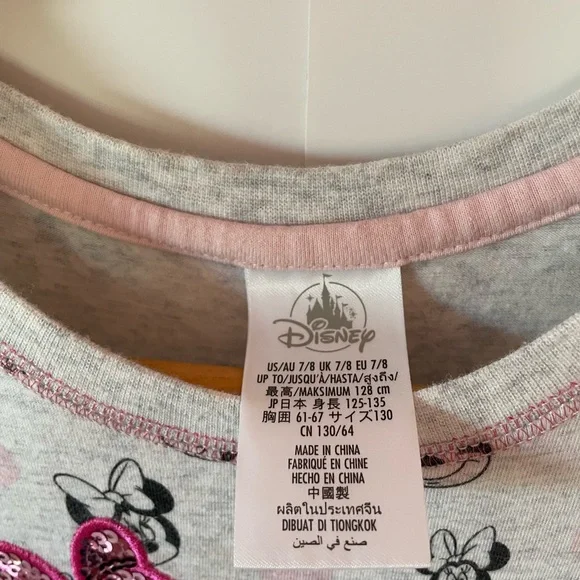 Disney
US/AU 7/8 UK 7/8 EU 7/8
UP TO/JUSQU'À/HASTA/สูงถึง/
最高/MAKSIMUM 128 cm
JP日本 身長 125-135
胸囲 61-67 サイズ130
CN 130/64
MADE IN CHINA
FABRIQUÉ EN CHINE
HECHO EN CHINA
中國製
ผลิตในประเทศจีน
DIBUAT DI TIONGKOK
صنع في الصين